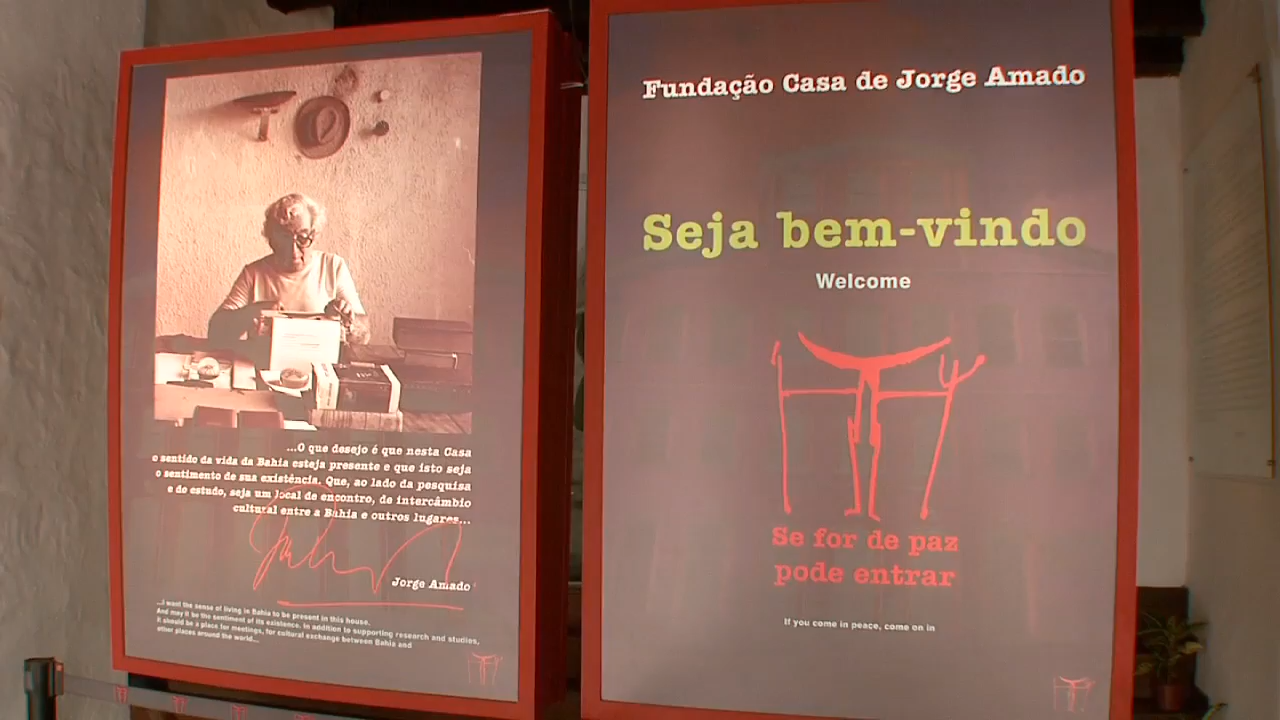 ...O que desejo é que nesta Casa
o sentido da vida da Bahia esteja presente e que isto seja
o sentimento de sua existência. Que, ao lado da pesquisa
e do estudo, seja um local de encontro, de intercâmbio
cultural entre a Bahia e outros lugares...
Jorge Amado
...I want the sense of living in Bahia to be present in this house.
And may it be the sentiment of its existence. In addition to supporting research and studies,
it should be a place for meetings, for cultural exchange between Bahia and
other places around the world...
Fundação Casa de Jorge Amado
Seja bem-vindo
Welcome
Se for de paz
pode entrar
If you come in peace, come on in